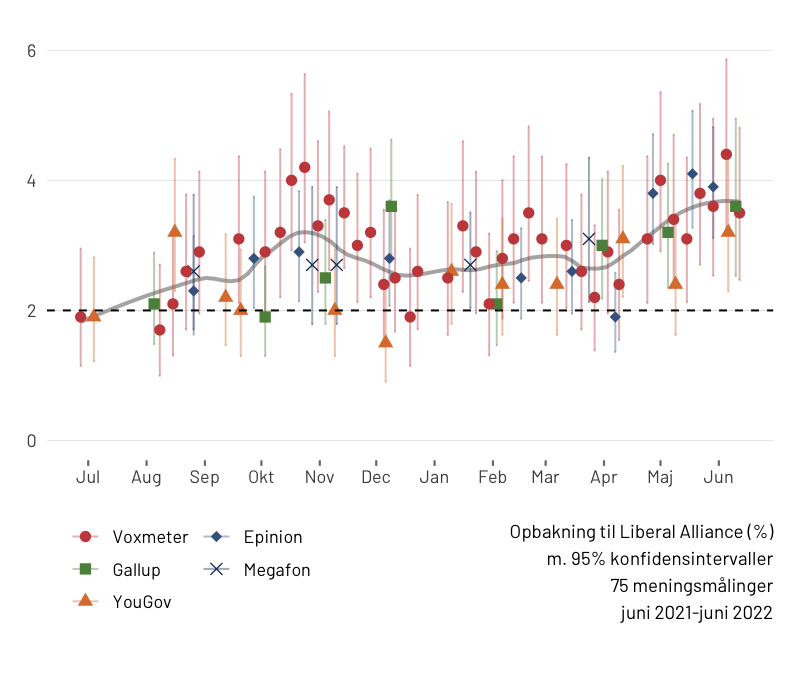 6
4
2
0
Jul Aug Sep Okt Nov Dec Jan Feb Mar Apr Maj Jun
Voxmeter Epinion
Gallup Megafon
YouGov
Opbakning til Liberal Alliance (%)
m. 95% konfidensintervaller
75 meningsmålinger
juni 2021-juni 2022